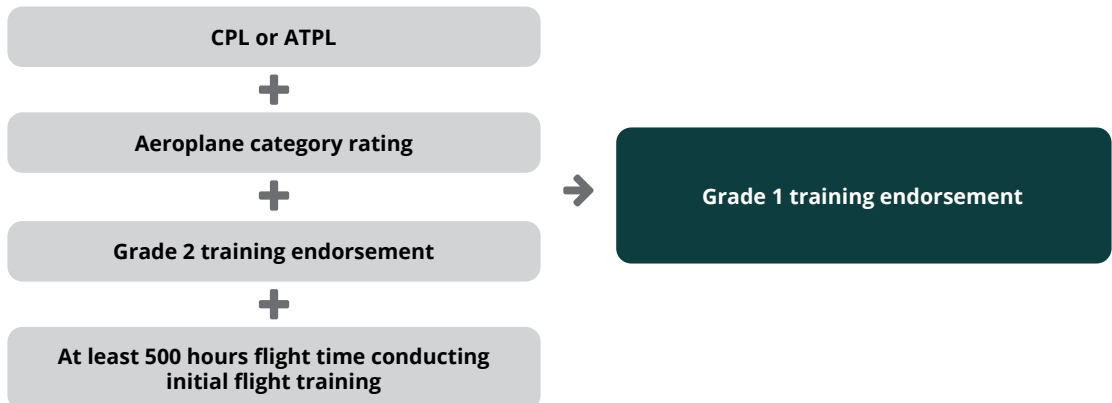 CPL or ATPL
Aeroplane category rating
Grade 2 training endorsement
At least 500 hours flight time conducting
initial flight training
Grade 1 training endorsement